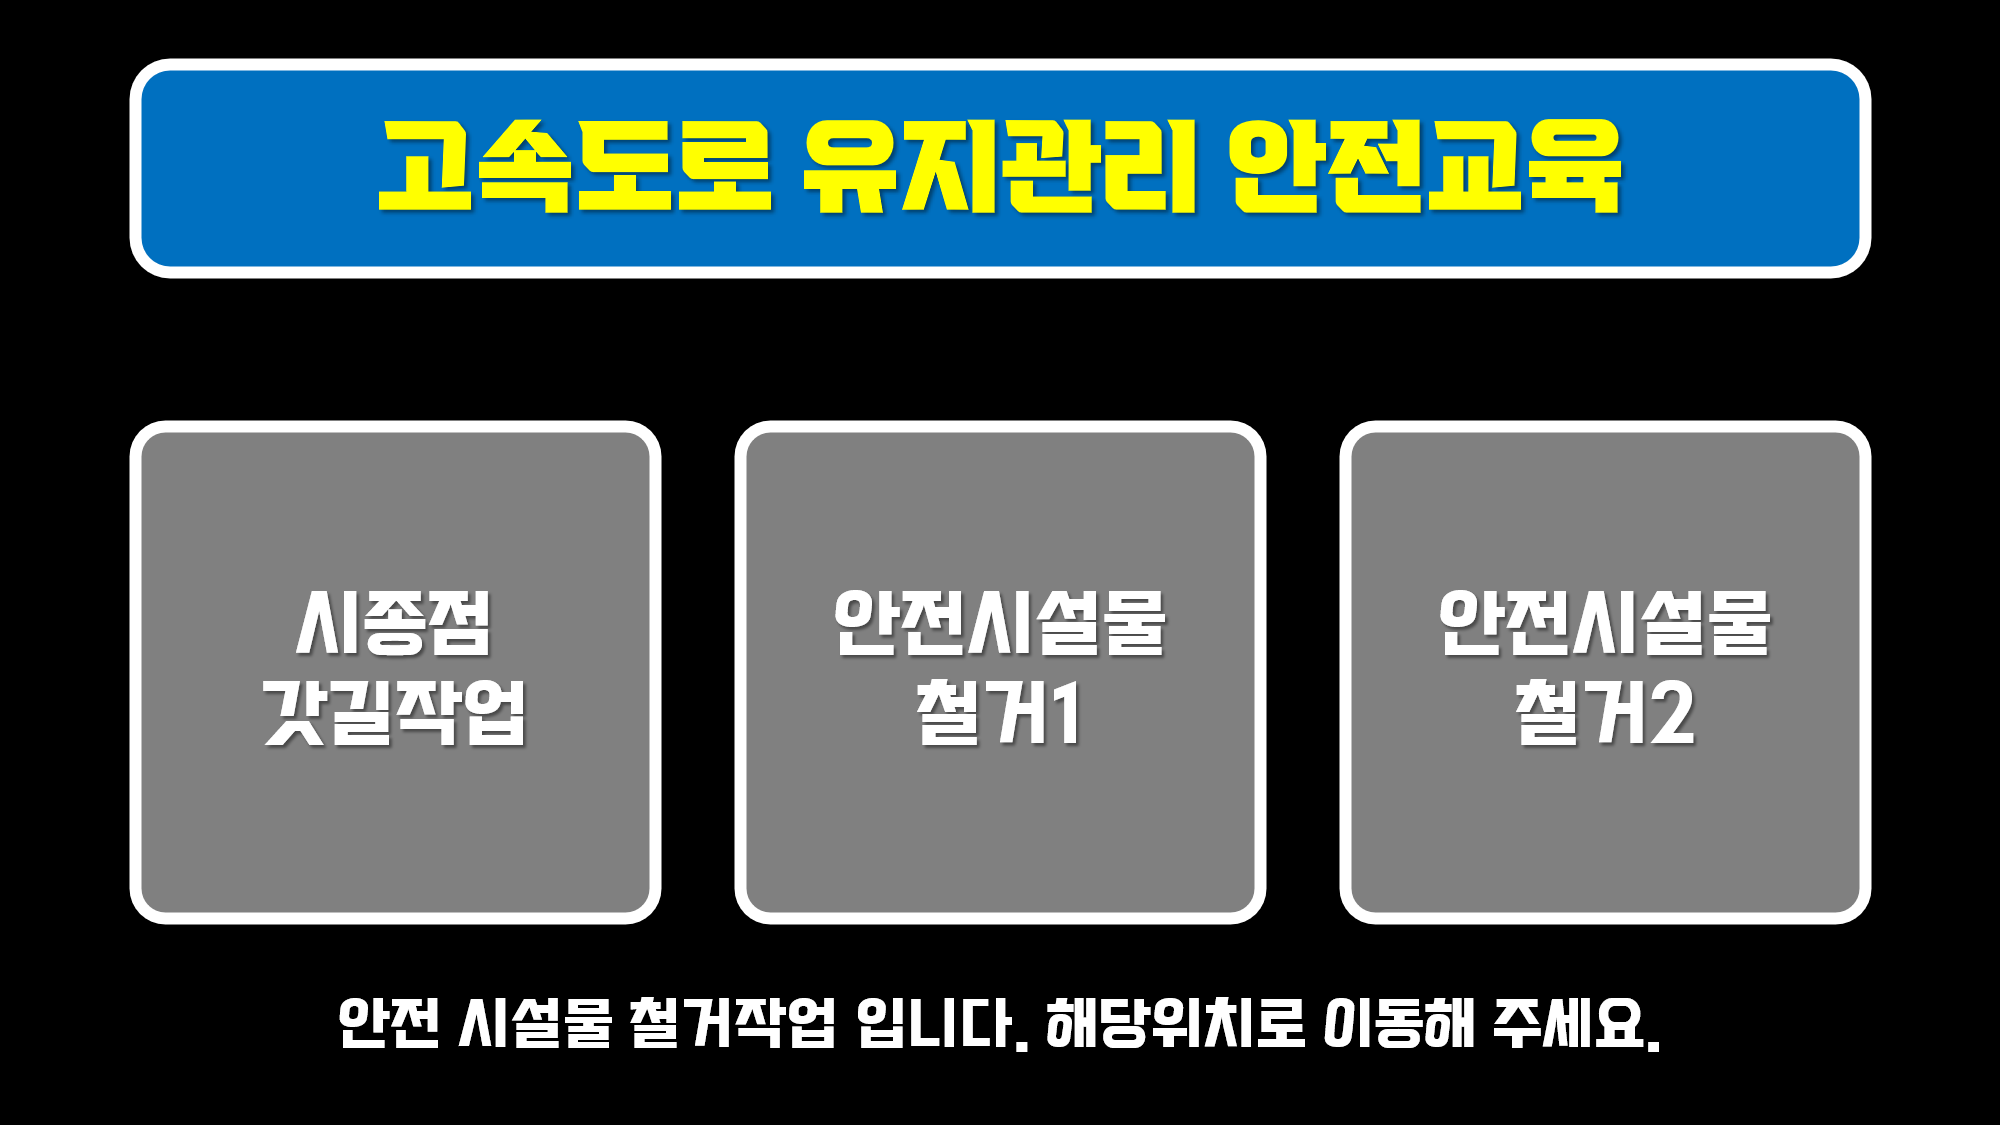 고속도로 유지관리 안전교육
시종점
갓길작업
안전시설물
철거1
안전시설물
철거2
안전 시설물 철거작업 입니다. 해당위치로 이동해 주세요.